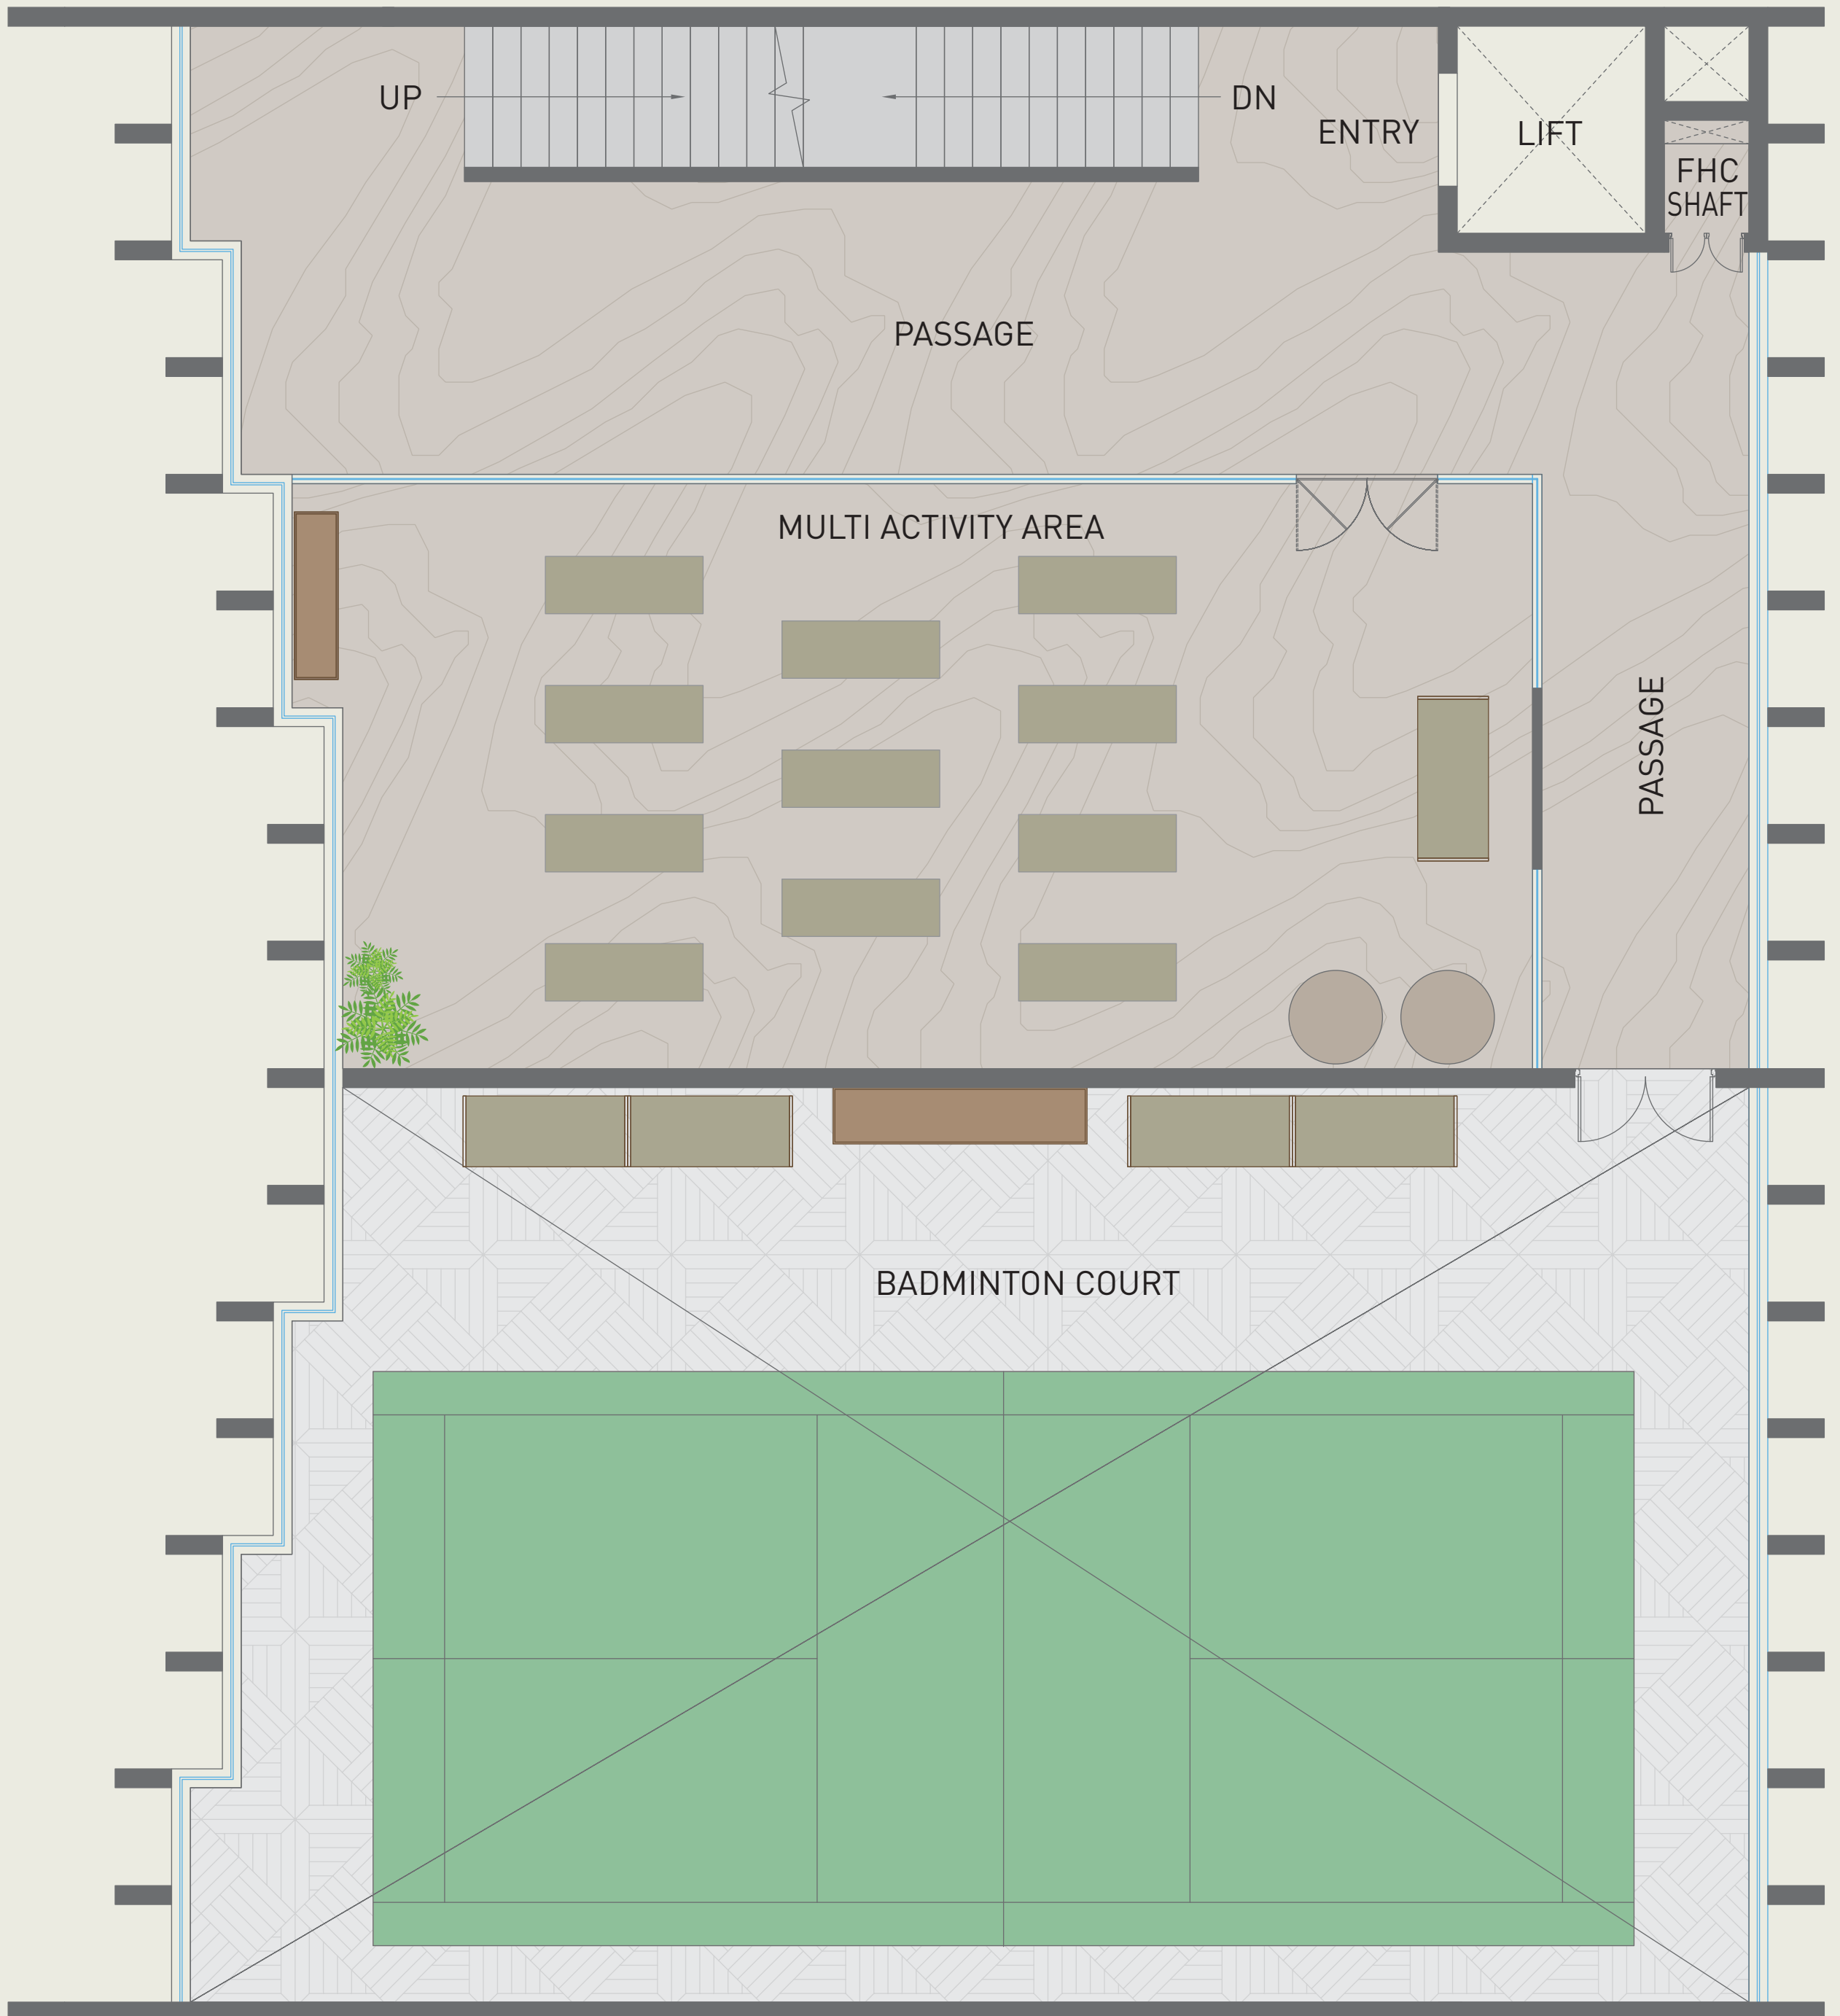 UP
DN
ENTRY
LIFT
FHC
SHAFT
PASSAGE
MULTI ACTIVITY AREA
PASSAGE
BADMINTON COURT